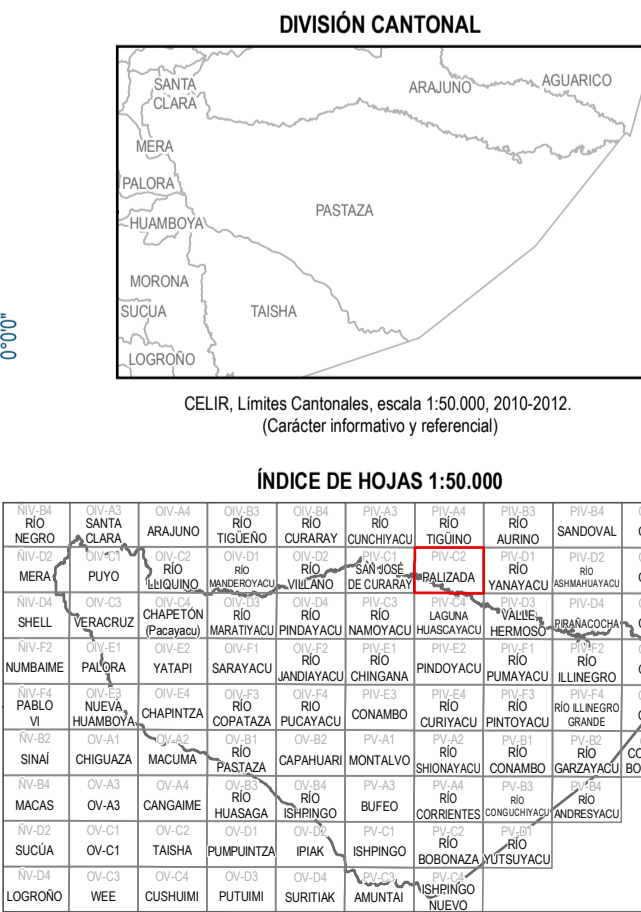 DIVISIÓN CANTONAL
SANTA
CLARA
ARAJUNO
AGUARICO
MERA
PALORA
PASTAZA
HUAMBOYA
MORONA
SUCUA
TAISHA
LOGROÑO
0°0'0"
CELIR, Límites Cantonales, escala 1:50.000, 2010-2012.
(Carácter informativo y referencial)
ÍNDICE DE HOJAS 1:50.000
ÑIV-B4 OIV-A3 OIV-A4 OIV-B3 OIV-B4 PIV-A3 PIV-A4 PIV-B3 PIV-B4
RÍO NEGRO SANTA CLARA ARAJUNO RÍO TIGÜEÑO RÍO CURARAY RÍO CUNCHIYACU RÍO TIGÜINO RÍO AURINO SANDOVAL
ÑIV-D2 OIV-C1 OIV-C2 OIV-D1 OIV-D2 PIV-C1 PIV-C2 PIV-D1 PIV-D2
MERA PUYO RÍO LLIQUINO RÍO MANDEROYACU RÍO VILLANO SAN JOSÉ DE CURARAY BALIZADA RÍO YANAYACU RÍO ASHMAHUAYACU
ÑIV-D4 OIV-C3 OIV-C4 OIV-D3 OIV-D4 PIV-C3 PIV-C4 PIV-D3 PIV-D4
SHELL VERACRUZ CHAPETÓN (Pacayacu) RÍO MARATIYACU RÍO PINDAYACU RÍO NAMOYACU LAGUNA HUASCAYACU VALLE HERMOSO PIRAÑACOCHA
ÑIV-F2 OIV-E1 OIV-E2 OIV-F1 OIV-F2 PIV-E1 PIV-E2 PIV-F1 PIV-F2
NUMBAIME PALORA YATAPI SARAYACU RÍO JANDIAYACU RÍO CHINGANA PINDOYACU RÍO PUMAYACU RÍO ILLINEGRO
ÑIV-F4 OIV-E3 OIV-E4 OIV-F3 OIV-F4 PIV-E3 PIV-E4 PIV-F3 PIV-F4
PABLO VI NUEVA HUAMBOYA CHAPINTZA RÍO COPATAZA RÍO PUCAYACU CONAMBO RÍO CURIYACU RÍO PINTOYACU RÍO ILLINEGRO GRANDE
ÑV-B2 OV-A1 OV-A2 OV-B1 OV-B2 PV-A1 PV-A2 PV-B1 PV-B2
SINAÍ CHIGUAZA MACUMA RÍO PASTAZA CAPAHUARI MONTALVO RÍO SHIONAYACU RÍO CONAMBO RÍO GARZAYACU
ÑV-B4 OV-A3 OV-A4 OV-B3 OV-B4 PV-A3 PV-A4 PV-B3 PV-B4
MACAS OV-A3 CANGAIME RÍO HUASAGA RÍO ISHPINGO BUFEO RÍO CORRIENTES RÍO CONGUCHIYACU RÍO ANDRESYACU
ÑV-D2 OV-C1 OV-C2 OV-D1 OV-D2 PV-C1 PV-C2 PV-D1
SUCÚA OV-C1 TAISHA PUMPUINTZA IPIAK ISHPINGO RÍO BOBONAZA RÍO YUTSUYACU
ÑV-D4 OV-C3 OV-C4 OV-D3 OV-D4 PV-C3 PV-C4
LOGROÑO WEE CUSHUIMI PUTUIMI SURITIAK AMUNTAI ISHPINGO NUEVO